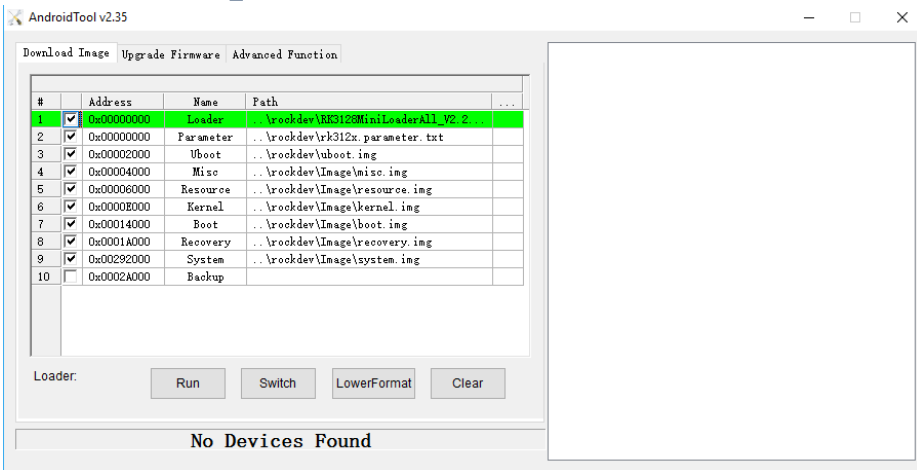 AndroidTool v2.35
Download Image Upgrade Firmware Advanced Function
# Address Name Path ...
1 0x00000000 Loader ..\rockdev\RK3128MiniLoaderAll_V2.2...
2 0x00000000 Parameter ..\rockdev\rk312x.parameter.txt
3 0x00002000 Uboot ..\rockdev\uboot.img
4 0x00004000 Misc ..\rockdev\Image\misc.img
5 0x00006000 Resource ..\rockdev\Image\resource.img
6 0x0000E000 Kernel ..\rockdev\Image\kernel.img
7 0x00014000 Boot ..\rockdev\Image\boot.img
8 0x0001A000 Recovery ..\rockdev\Image\recovery.img
9 0x00292000 System ..\rockdev\Image\system.img
10 0x0002A000 Backup
Loader:
Run Switch LowerFormat Clear
No Devices Found